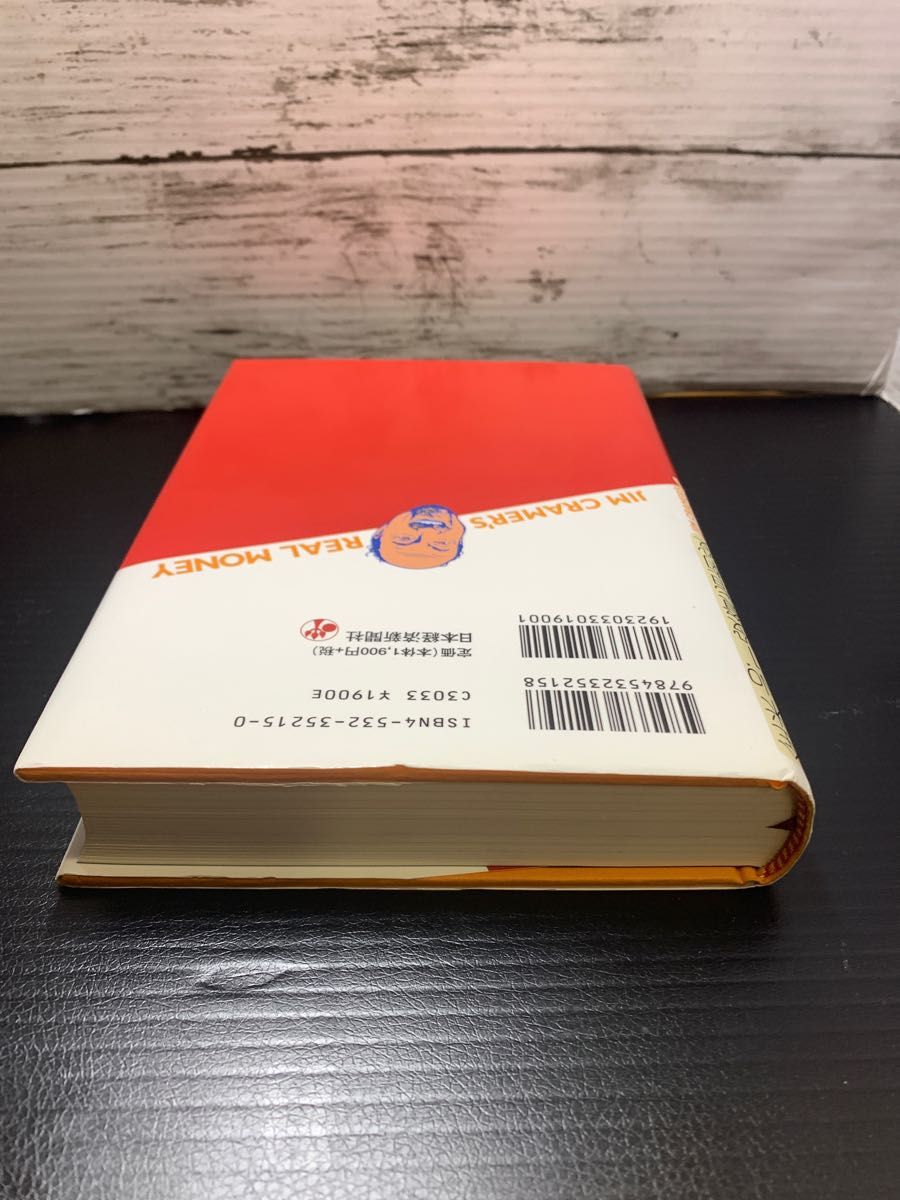 JIM CRAMER'S REAL MONEY
ISBN4-532-35215-0
C3033 ¥1900E
定価(本体1,900円+税)
日本経済新聞社
9784532352158
1923033019001